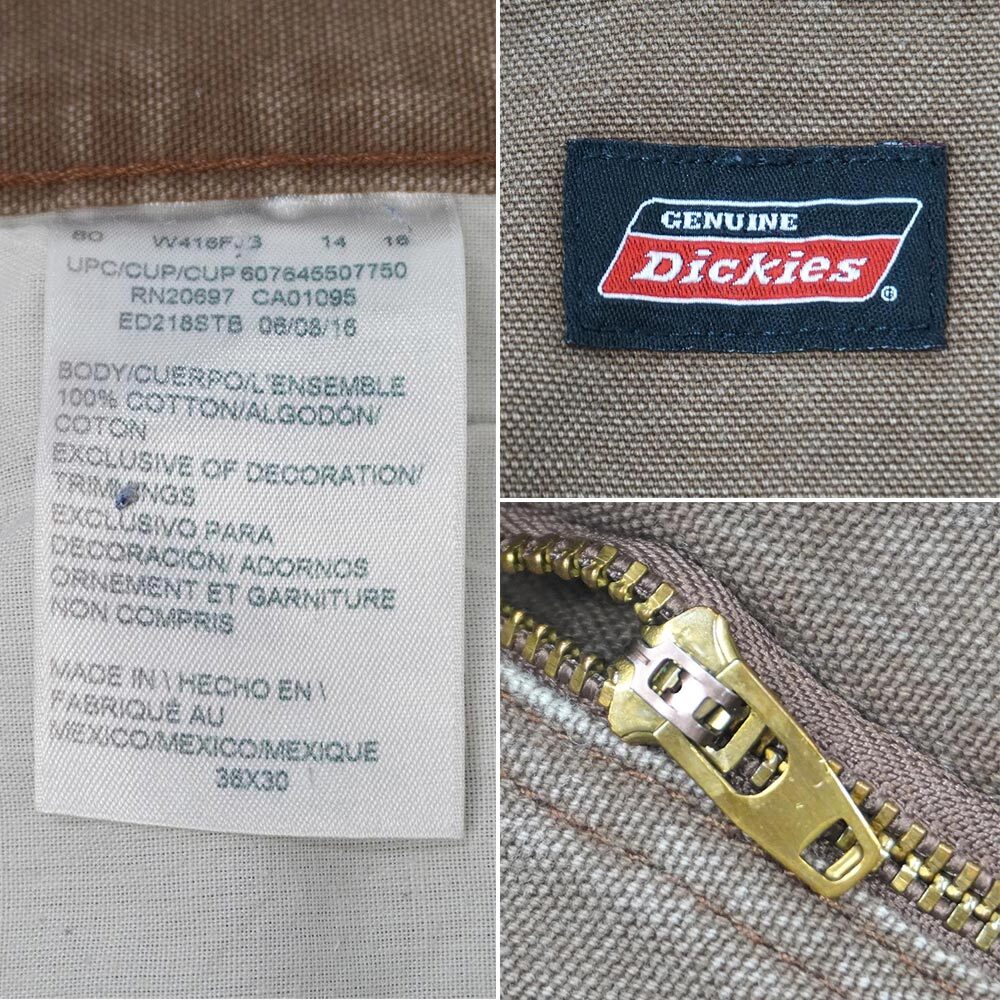 80 14 16
UPC/CUP/CUP 607645507750
RN20697 CA01095
ED218STB 06/08/16
BODY/CUERPO/L'ENSEMBLE
100% COTTON/ALGODÓN/
COTON
EXCLUSIVE OF DECORATION/
TRIMMINGS
EXCLUSIVO PARA
DECORACIÓN/ ADORNOS
ORNEMENT ET GARNITURE
NON COMPRIS
MADE IN \ HECHO EN \
FABRIQUÉ AU
MEXICO/MEXICO/MEXIQUE
36X30
GENUINE
Dickies
®